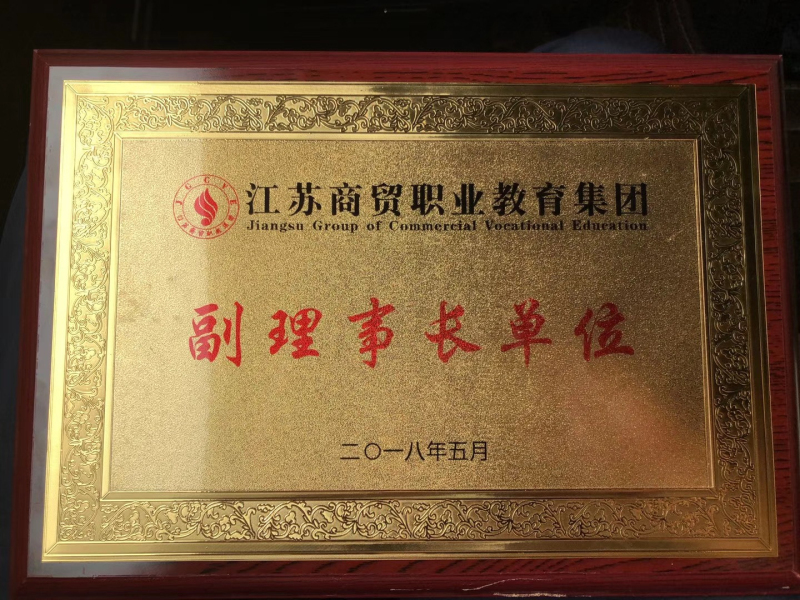 JGCVE
江苏商贸职业教育集团
Jiangsu Group of Commercial Vocational Education
副理事长单位
二〇一八年五月